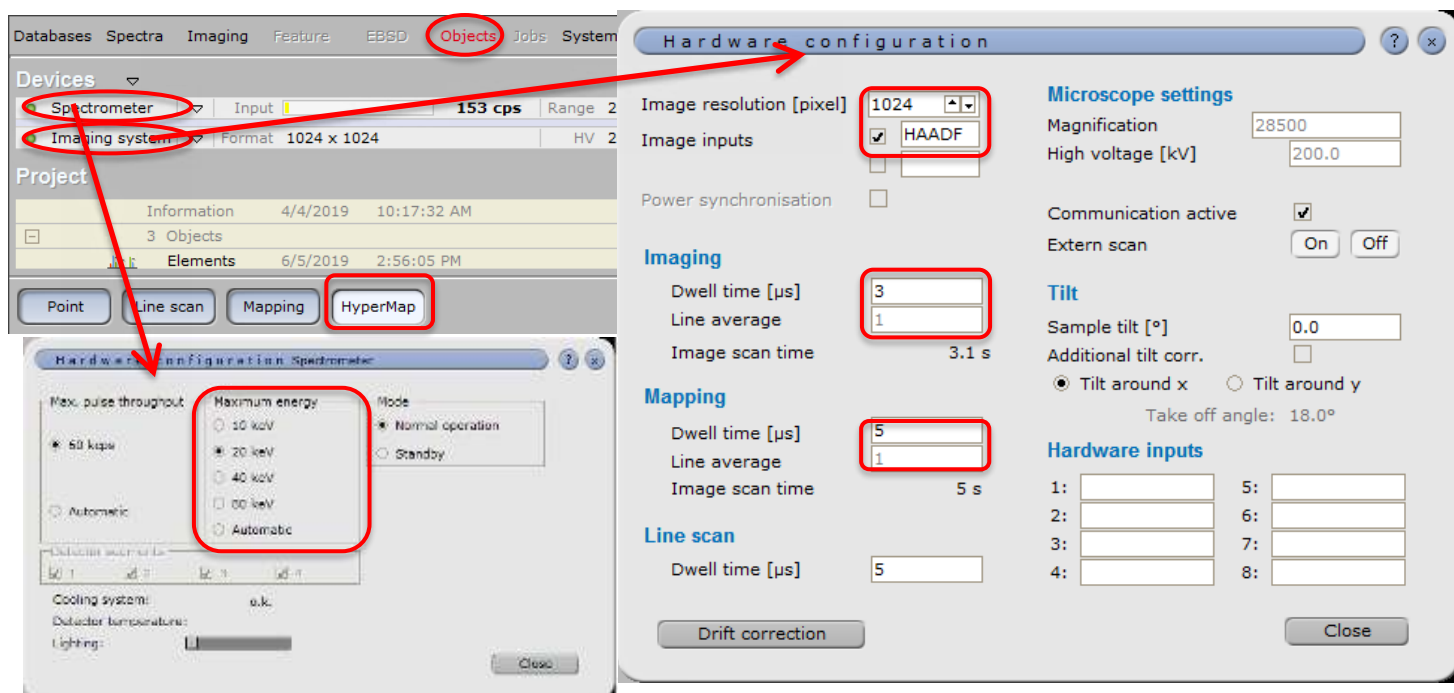 Databases Spectra Imaging Feature EBSD Objects Jobs System
Devices
Spectrometer Input 153 cps Range 2
Imaging system Format 1024 x 1024 HV 2
Project
Information 4/4/2019 10:17:32 AM
3 Objects
Elements 6/5/2019 2:56:05 PM
Point Line scan Mapping HyperMap
Hardware configuration Spectrometer
Max. pulse throughput Maximum energy Mode
10 keV Normal operation
60 kcps 20 keV Standby
40 keV
80 keV
Automatic Automatic
Cooling system: o.k.
Detector temperature:
Lighting:
Close
Hardware configuration
Image resolution [pixel] 1024
Image inputs HAADF
Power synchronisation
Imaging
Dwell time [µs] 3
Line average 1
Image scan time 3.1 s
Mapping
Dwell time [µs] 5
Line average 1
Image scan time 5 s
Line scan
Dwell time [µs] 5
Drift correction
Microscope settings
Magnification 28500
High voltage [kV] 200.0
Communication active
Extern scan On Off
Tilt
Sample tilt [°] 0.0
Additional tilt corr.
Tilt around x Tilt around y
Take off angle: 18.0°
Hardware inputs
1: 5:
2: 6:
3: 7:
4: 8:
Close